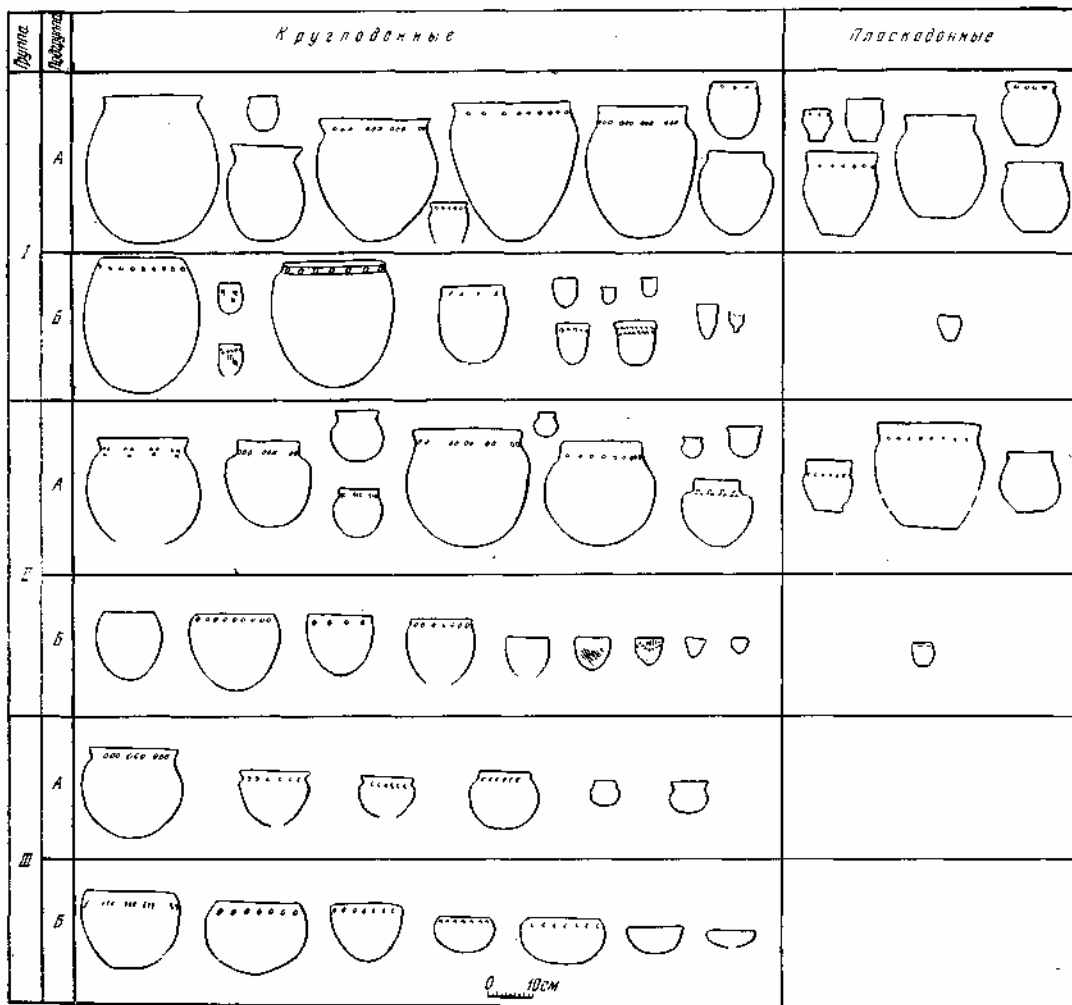 Группа
Подгруппа
Круглодонные
Плоскодонные
I
А
Б
II
А
Б
III
А
Б
0 10см